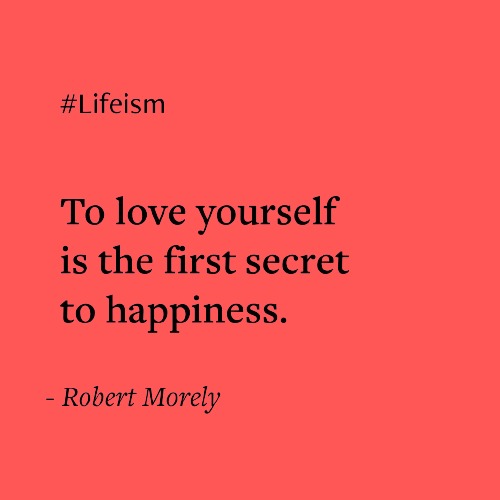 #Lifeism
To love yourself
is the first secret
to happiness.
- Robert Morely